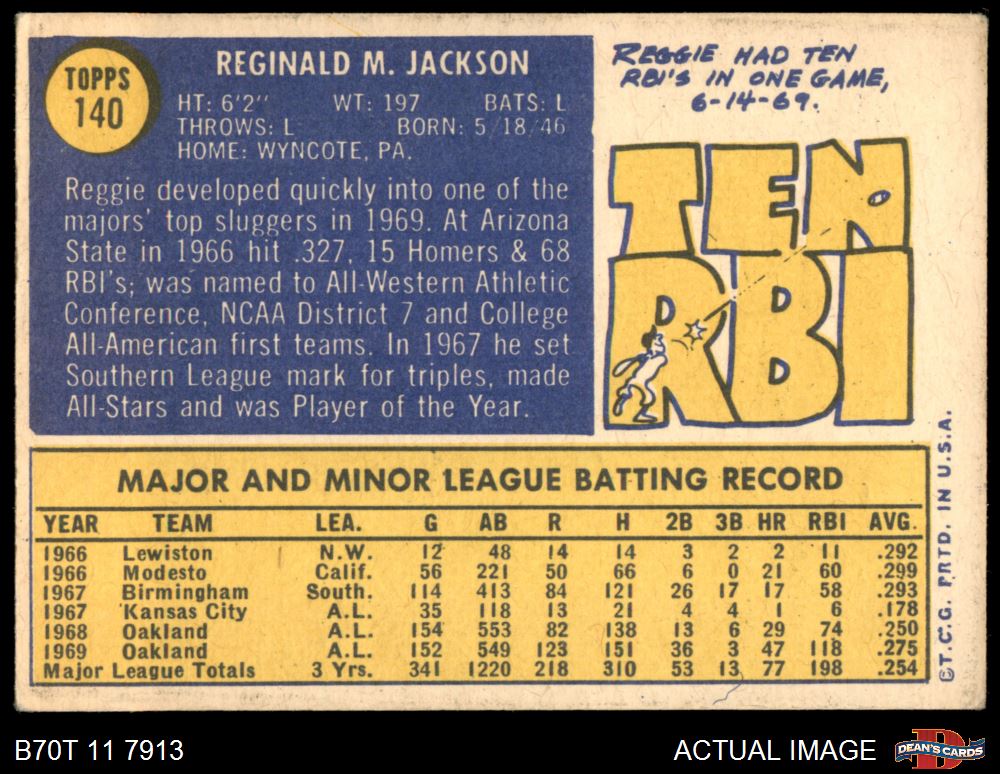 TOPPS
140
REGINALD M. JACKSON
HT: 6'2" WT: 197 BATS: L
THROWS: L BORN: 5/18/46
HOME: WYNCOTE, PA.
Reggie developed quickly into one of the
majors' top sluggers in 1969. At Arizona
State in 1966 hit .327, 15 Homers & 68
RBI's; was named to All-Western Athletic
Conference, NCAA District 7 and College
All-American first teams. In 1967 he set
Southern League mark for triples, made
All-Stars and was Player of the Year.
REGGIE HAD TEN
RBI'S IN ONE GAME,
6-14-69.
TEN
RBI
MAJOR AND MINOR LEAGUE BATTING RECORD
YEAR TEAM LEA. G AB R H 2B 3B HR RBI AVG.
1966 Lewiston N.W. 12 48 14 14 3 2 2 11 .292
1966 Modesto Calif. 56 221 50 66 6 0 21 60 .299
1967 Birmingham South. 114 413 84 121 26 17 17 58 .293
1967 Kansas City A.L. 35 118 13 21 4 4 1 6 .178
1968 Oakland A.L. 154 553 82 138 13 6 29 74 .250
1969 Oakland A.L. 152 549 123 151 36 3 47 118 .275
Major League Totals 3 Yrs. 341 1220 218 310 53 13 77 198 .254
©T.C.G. PRTD. IN U.S.A.
B70T 11 7913
ACTUAL IMAGE
DEAN'S CARDS